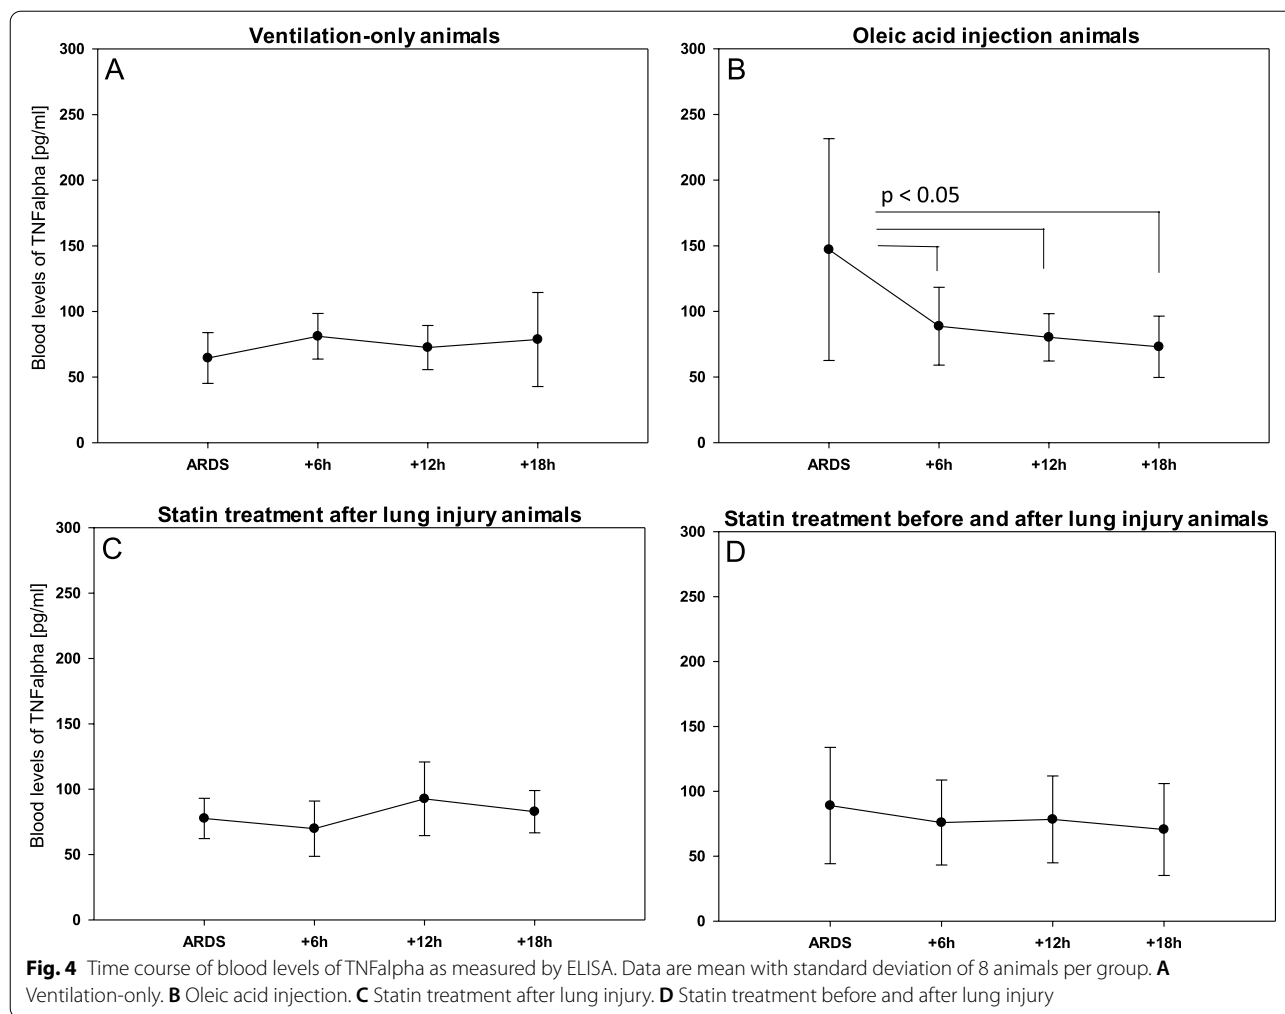 Ventilation-only animals
A
Blood levels of TNFalpha [pg/ml]
300
250
200
150
100
50
0
ARDS +6h +12h +18h
Oleic acid injection animals
B
300
250
200
150
100
50
0
p < 0.05
ARDS +6h +12h +18h
Statin treatment after lung injury animals
C
Blood levels of TNFalpha [pg/ml]
300
250
200
150
100
50
0
ARDS +6h +12h +18h
Statin treatment before and after lung injury animals
D
300
250
200
150
100
50
0
ARDS +6h +12h +18h
Fig. 4 Time course of blood levels of TNFalpha as measured by ELISA. Data are mean with standard deviation of 8 animals per group. A
Ventilation-only. B Oleic acid injection. C Statin treatment after lung injury. D Statin treatment before and after lung injury